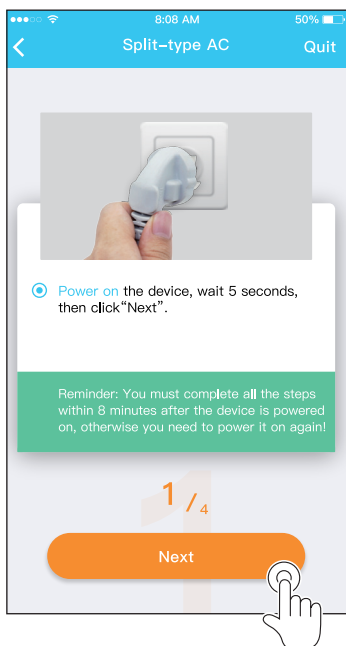 8:08 AM
50%
Split-type AC
Quit
Power on the device, wait 5 seconds,
then click“Next”.
Reminder: You must complete all the steps
within 8 minutes after the device is powered
on, otherwise you need to power it on again!
1/4
Next